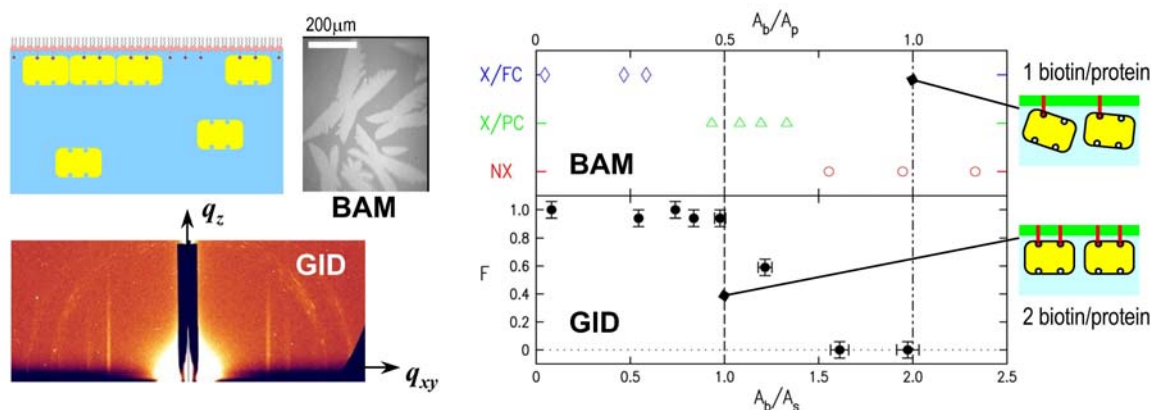 200μm
BAM
q_z
GID
q_xy
A_b/A_p
0 0.5 1.0
X/FC
X/PC
NX
BAM
1.0
0.8
0.6
0.4
0.2
0
F
GID
0 0.5 1.0 1.5 2.0 2.5
A_b/A_s
1 biotin/protein
2 biotin/protein